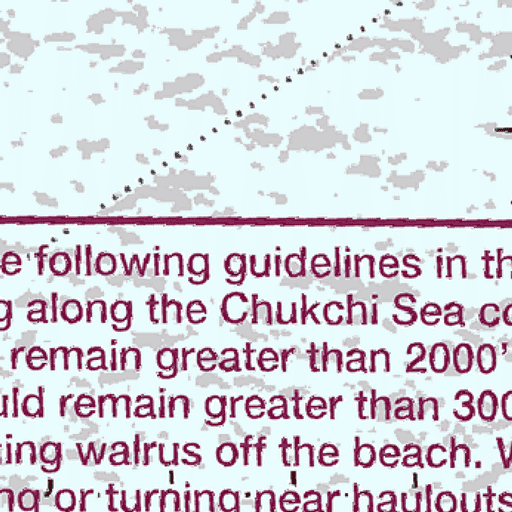 e following guidelines in th
g along the Chukchi Sea co
remain greater than 2000'
uld remain greater than 300
ing walrus off the beach. W
ng or turning near haulouts